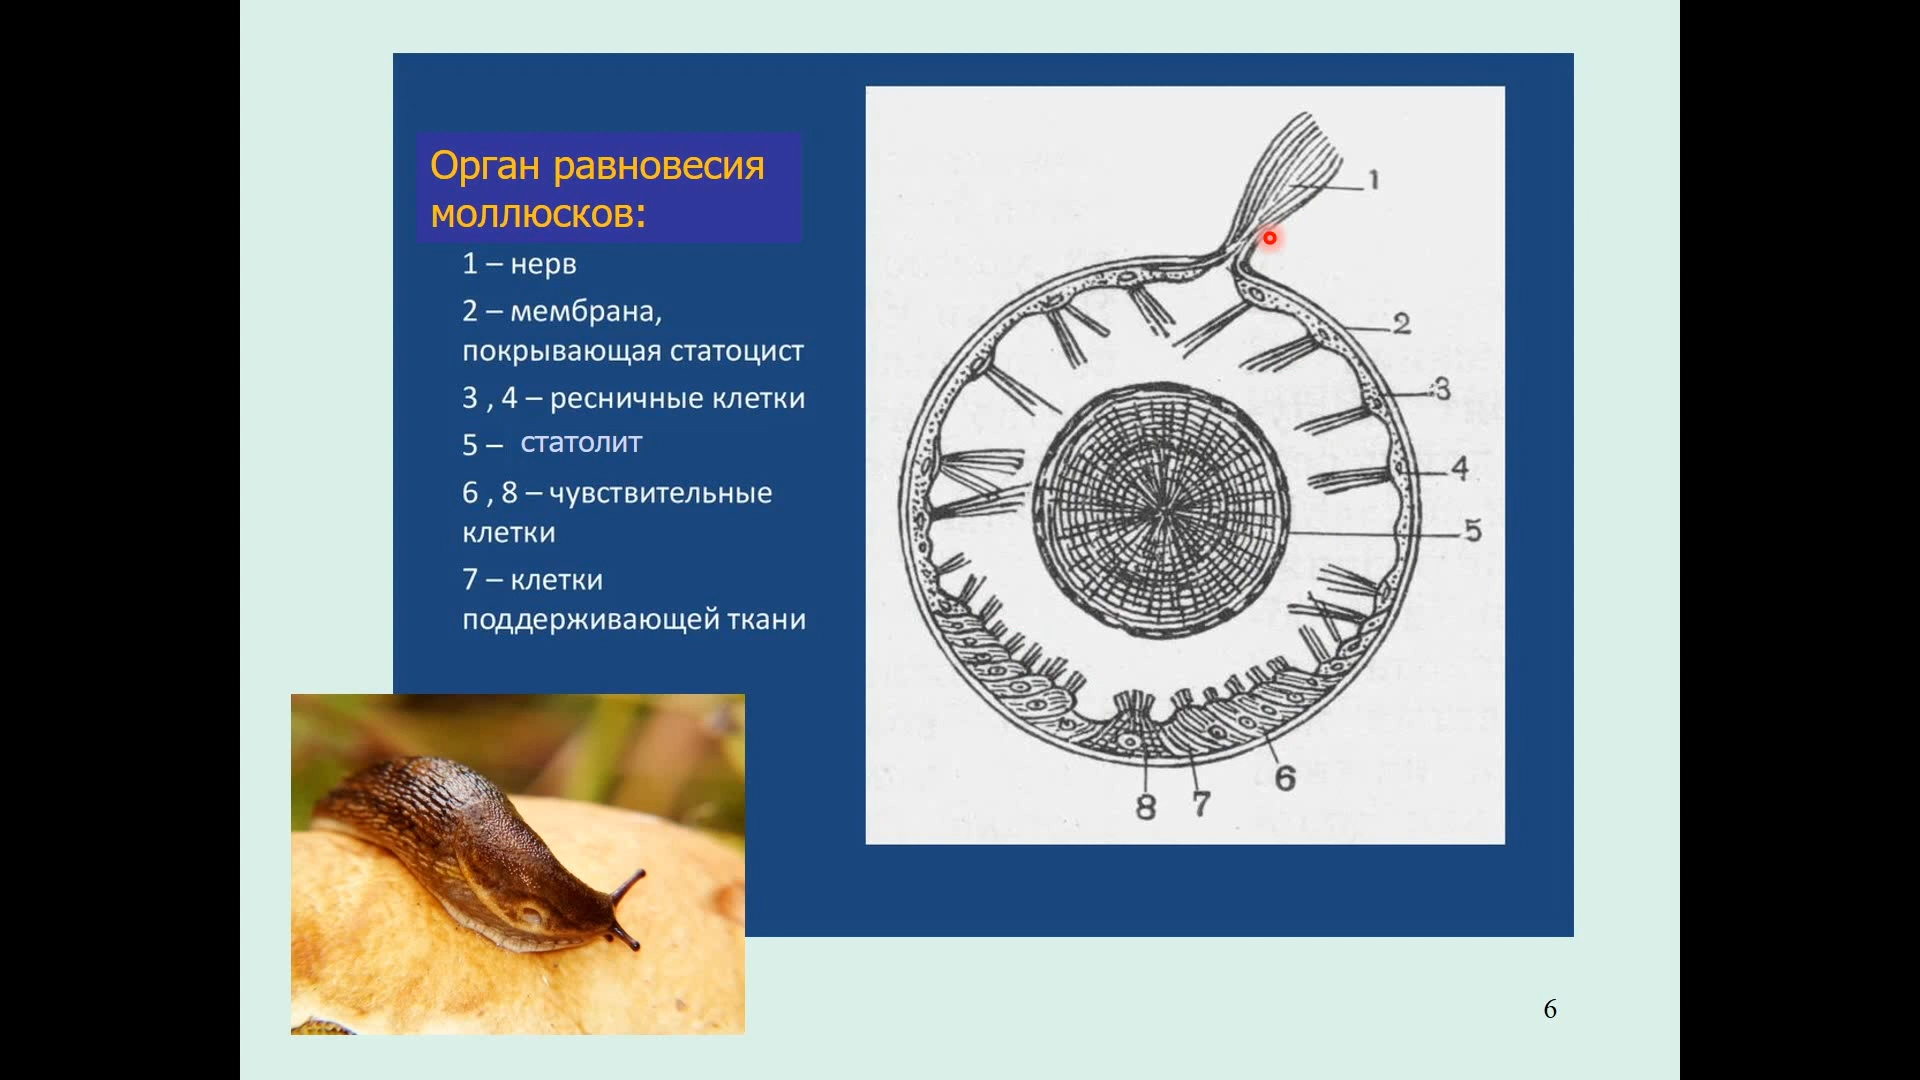 Орган равновесия
моллюсков:
1 – нерв
2 – мембрана,
покрывающая статоцист
3 , 4 – ресничные клетки
5 – статолит
6 , 8 – чувствительные
клетки
7 – клетки
поддерживающей ткани
1
2
3
4
5
6
7
8
6